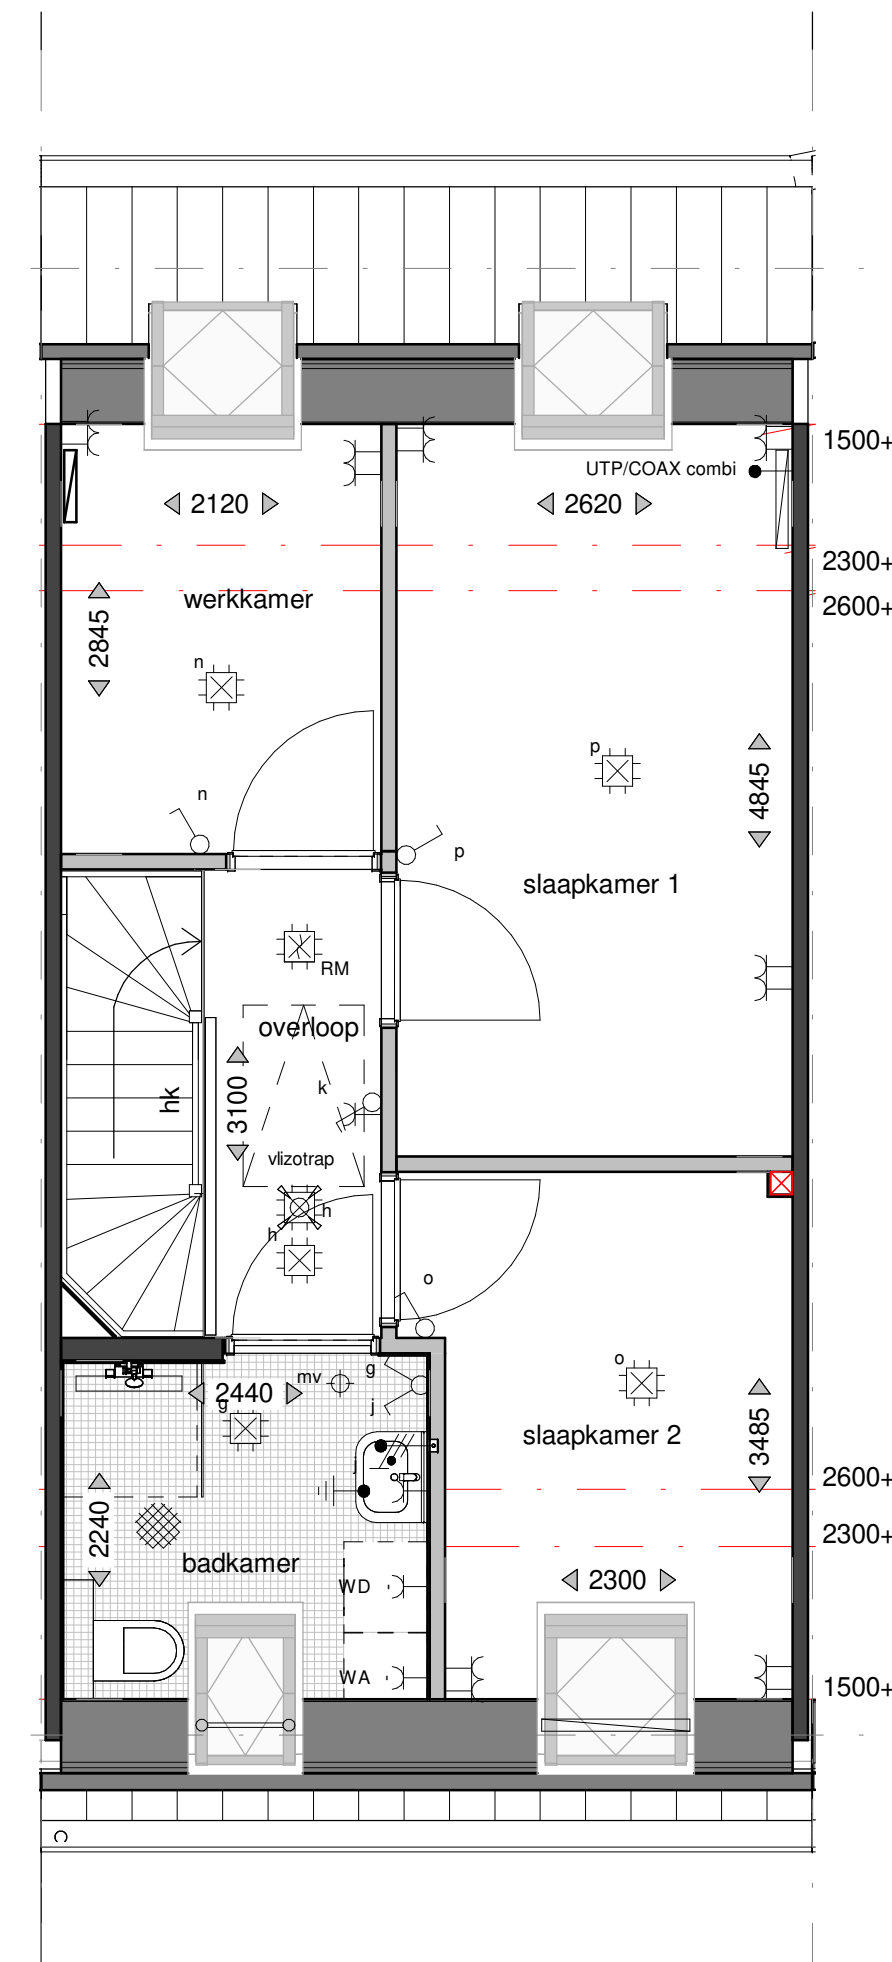 1500+
UTP/COAX combi
2120
2620
2300+
2600+
werkkamer
2845
n
p
4845
n
p
slaapkamer 1
RM
overloop
k
hk
3100
vlizotrap
h
h
o
o
g
mv
2440
j
g
slaapkamer 2
3485
j
2600+
2240
2300+
badkamer
2300
WD
WA
1500+